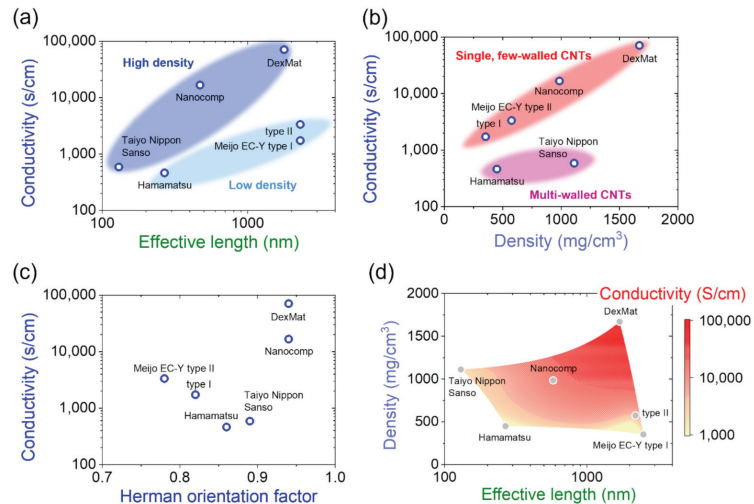 (a)
Conductivity (s/cm)
100,000
10,000
1,000
100
High density
DexMat
Nanocomp
Taiyo Nippon
Sanso
type II
Meijo EC-Y type I
Hamamatsu
Low density
100
1000
Effective length (nm)
(b)
Conductivity (s/cm)
100,000
10,000
1,000
100
Single, few-walled CNTs
DexMat
Nanocomp
Meijo EC-Y type II
type I
Taiyo Nippon
Sanso
Hamamatsu
Multi-walled CNTs
0
500
1000
1500
2000
Density (mg/cm³)
(c)
Conductivity (s/cm)
100,000
10,000
1,000
100
DexMat
Nanocomp
Meijo EC-Y type II
type I
Taiyo Nippon
Sanso
Hamamatsu
0.7
0.8
0.9
1.0
Herman orientation factor
(d)
Conductivity (S/cm)
Density (mg/cm³)
2000
1500
1000
500
0
DexMat
Nanocomp
Taiyo Nippon
Sanso
type II
Hamamatsu
Meijo EC-Y type I
100
1000
Effective length (nm)
100,000
10,000
1,000